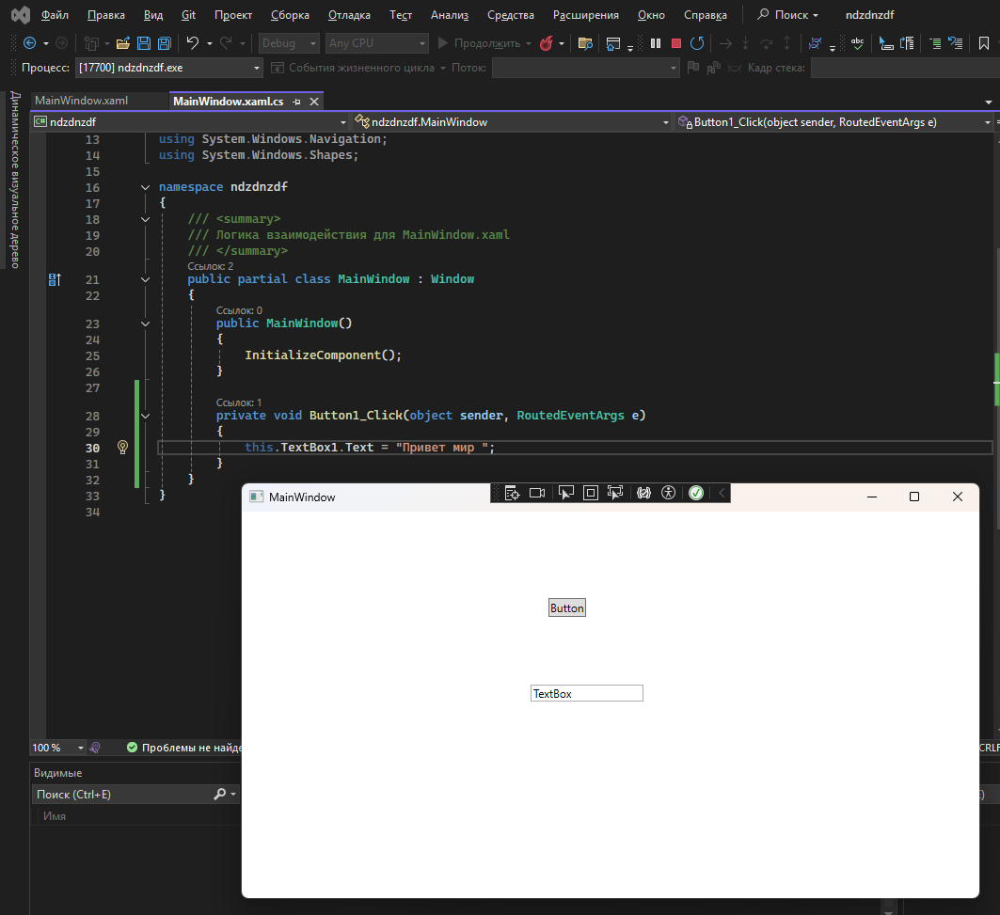 Файл Правка Вид Git Проект Сборка Отладка Тест Анализ Средства Расширения Окно Справка Поиск ndzdnzdf
Debug Any CPU Продолжить
Процесс: [17700] ndzdnzdf.exe События жизненного цикла Поток: Кадр стека:
Динамическое визуальное дерево
MainWindow.xaml MainWindow.xaml.cs
C# ndzdnzdf ndzdnzdf.MainWindow Button1_Click(object sender, RoutedEventArgs e)
13 using System.Windows.Navigation;
14 using System.Windows.Shapes;
15
16 namespace ndzdnzdf
17 {
18 /// <summary>
19 /// Логика взаимодействия для MainWindow.xaml
20 /// </summary>
Ссылок: 2
21 public partial class MainWindow : Window
22 {
Ссылок: 0
23 public MainWindow()
24 {
25 InitializeComponent();
26 }
27
Ссылок: 1
28 private void Button1_Click(object sender, RoutedEventArgs e)
29 {
30 this.TextBox1.Text = "Привет мир ";
31 }
32 }
33 }
34
MainWindow
Button
TextBox
100 % Проблемы не найде CRLF
Видимые
Поиск (Ctrl+E)
Имя